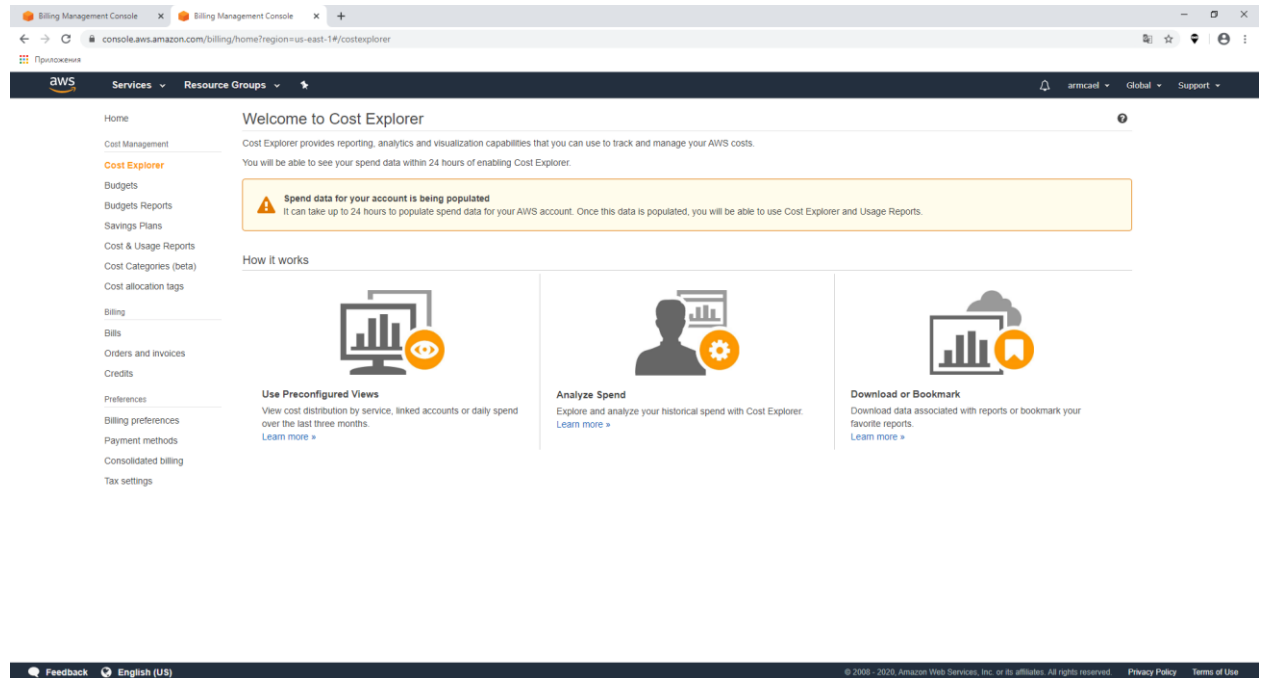 Billing Management Console
Billing Management Console
console.aws.amazon.com/billing/home?region=us-east-1#/costexplorer
Приложения
aws
Services
Resource Groups
armcael
Global
Support
Home
Cost Management
Cost Explorer
Budgets
Budgets Reports
Savings Plans
Cost & Usage Reports
Cost Categories (beta)
Cost allocation tags
Billing
Bills
Orders and invoices
Credits
Preferences
Billing preferences
Payment methods
Consolidated billing
Tax settings
Welcome to Cost Explorer
Cost Explorer provides reporting, analytics and visualization capabilities that you can use to track and manage your AWS costs.
You will be able to see your spend data within 24 hours of enabling Cost Explorer.
Spend data for your account is being populated
It can take up to 24 hours to populate spend data for your AWS account. Once this data is populated, you will be able to use Cost Explorer and Usage Reports.
How it works
Use Preconfigured Views
View cost distribution by service, linked accounts or daily spend
over the last three months.
Learn more »
Analyze Spend
Explore and analyze your historical spend with Cost Explorer.
Learn more »
Download or Bookmark
Download data associated with reports or bookmark your
favorite reports.
Learn more »
Feedback
English (US)
© 2008 - 2020, Amazon Web Services, Inc. or its affiliates. All rights reserved.
Privacy Policy
Terms of Use